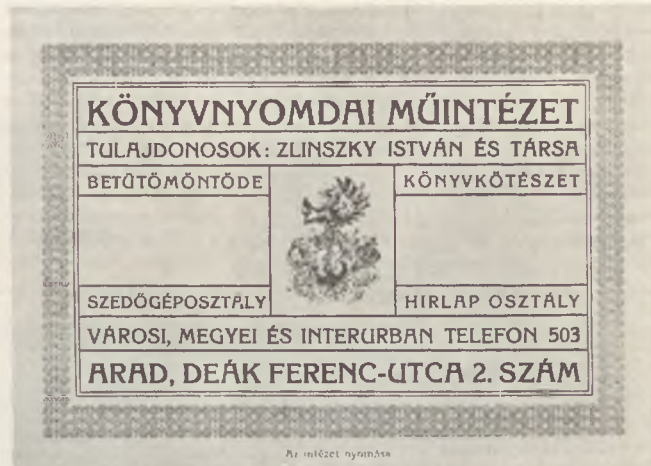 KÖNYVNYOMDAI MŰINTÉZET
TULAJDONOSOK: ZLINSZKY ISTVÁN ÉS TÁRSA
BETŰTÖMÖNTÖDE
KÖNYVKÖTÉSZET
SZEDŐGÉPOSZTÁLY
HIRLAP OSZTÁLY
VÁROSI, MEGYEI ÉS INTERURBAN TELEFON 503
ARAD, DEÁK FERENC-UTCA 2. SZÁM
Az intézet nyomása